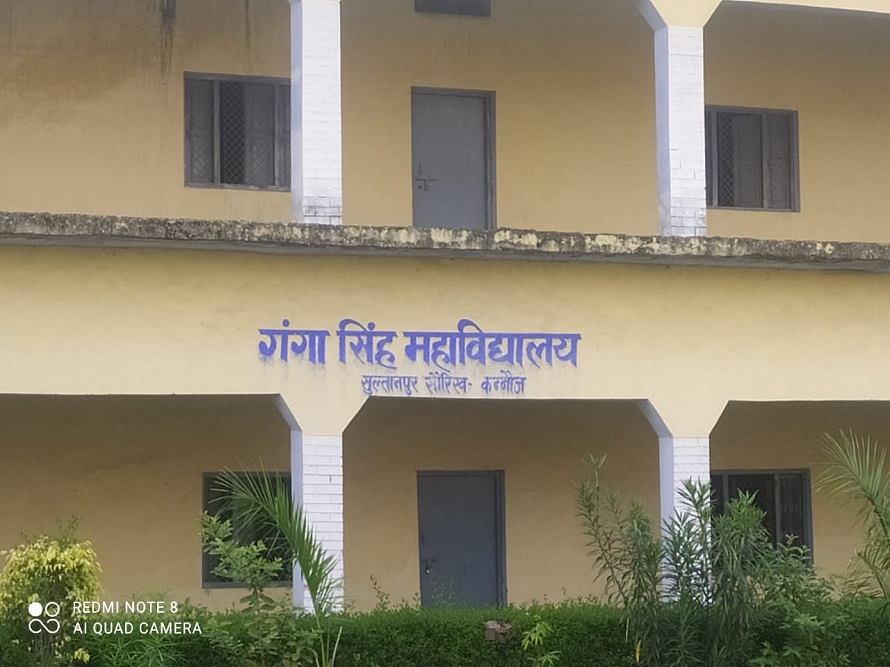 गंगा सिंह महाविद्यालय
सुल्तानपुर सौरिख- कन्नौज
REDMI NOTE 8
AI QUAD CAMERA